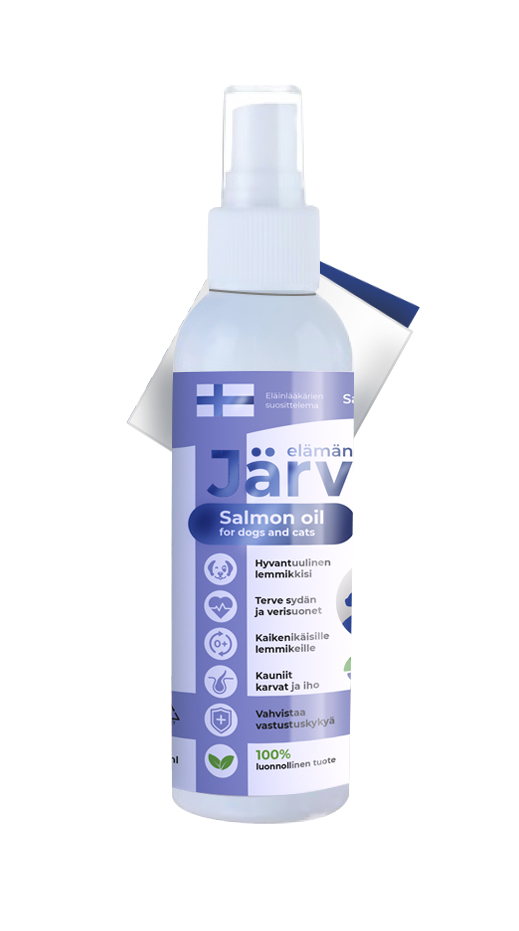 Eläinlääkärien
suosittelema
Sa
elämän
Järv
Salmon oil
for dogs and cats
Hyvantuulinen
lemmikkisi
Terve sydän
ja verisuonet
0+
Kaikenikäisille
lemmikeille
Kauniit
karvat ja iho
Vahvistaa
vastustuskykyä
ml
100%
luonnollinen tuote